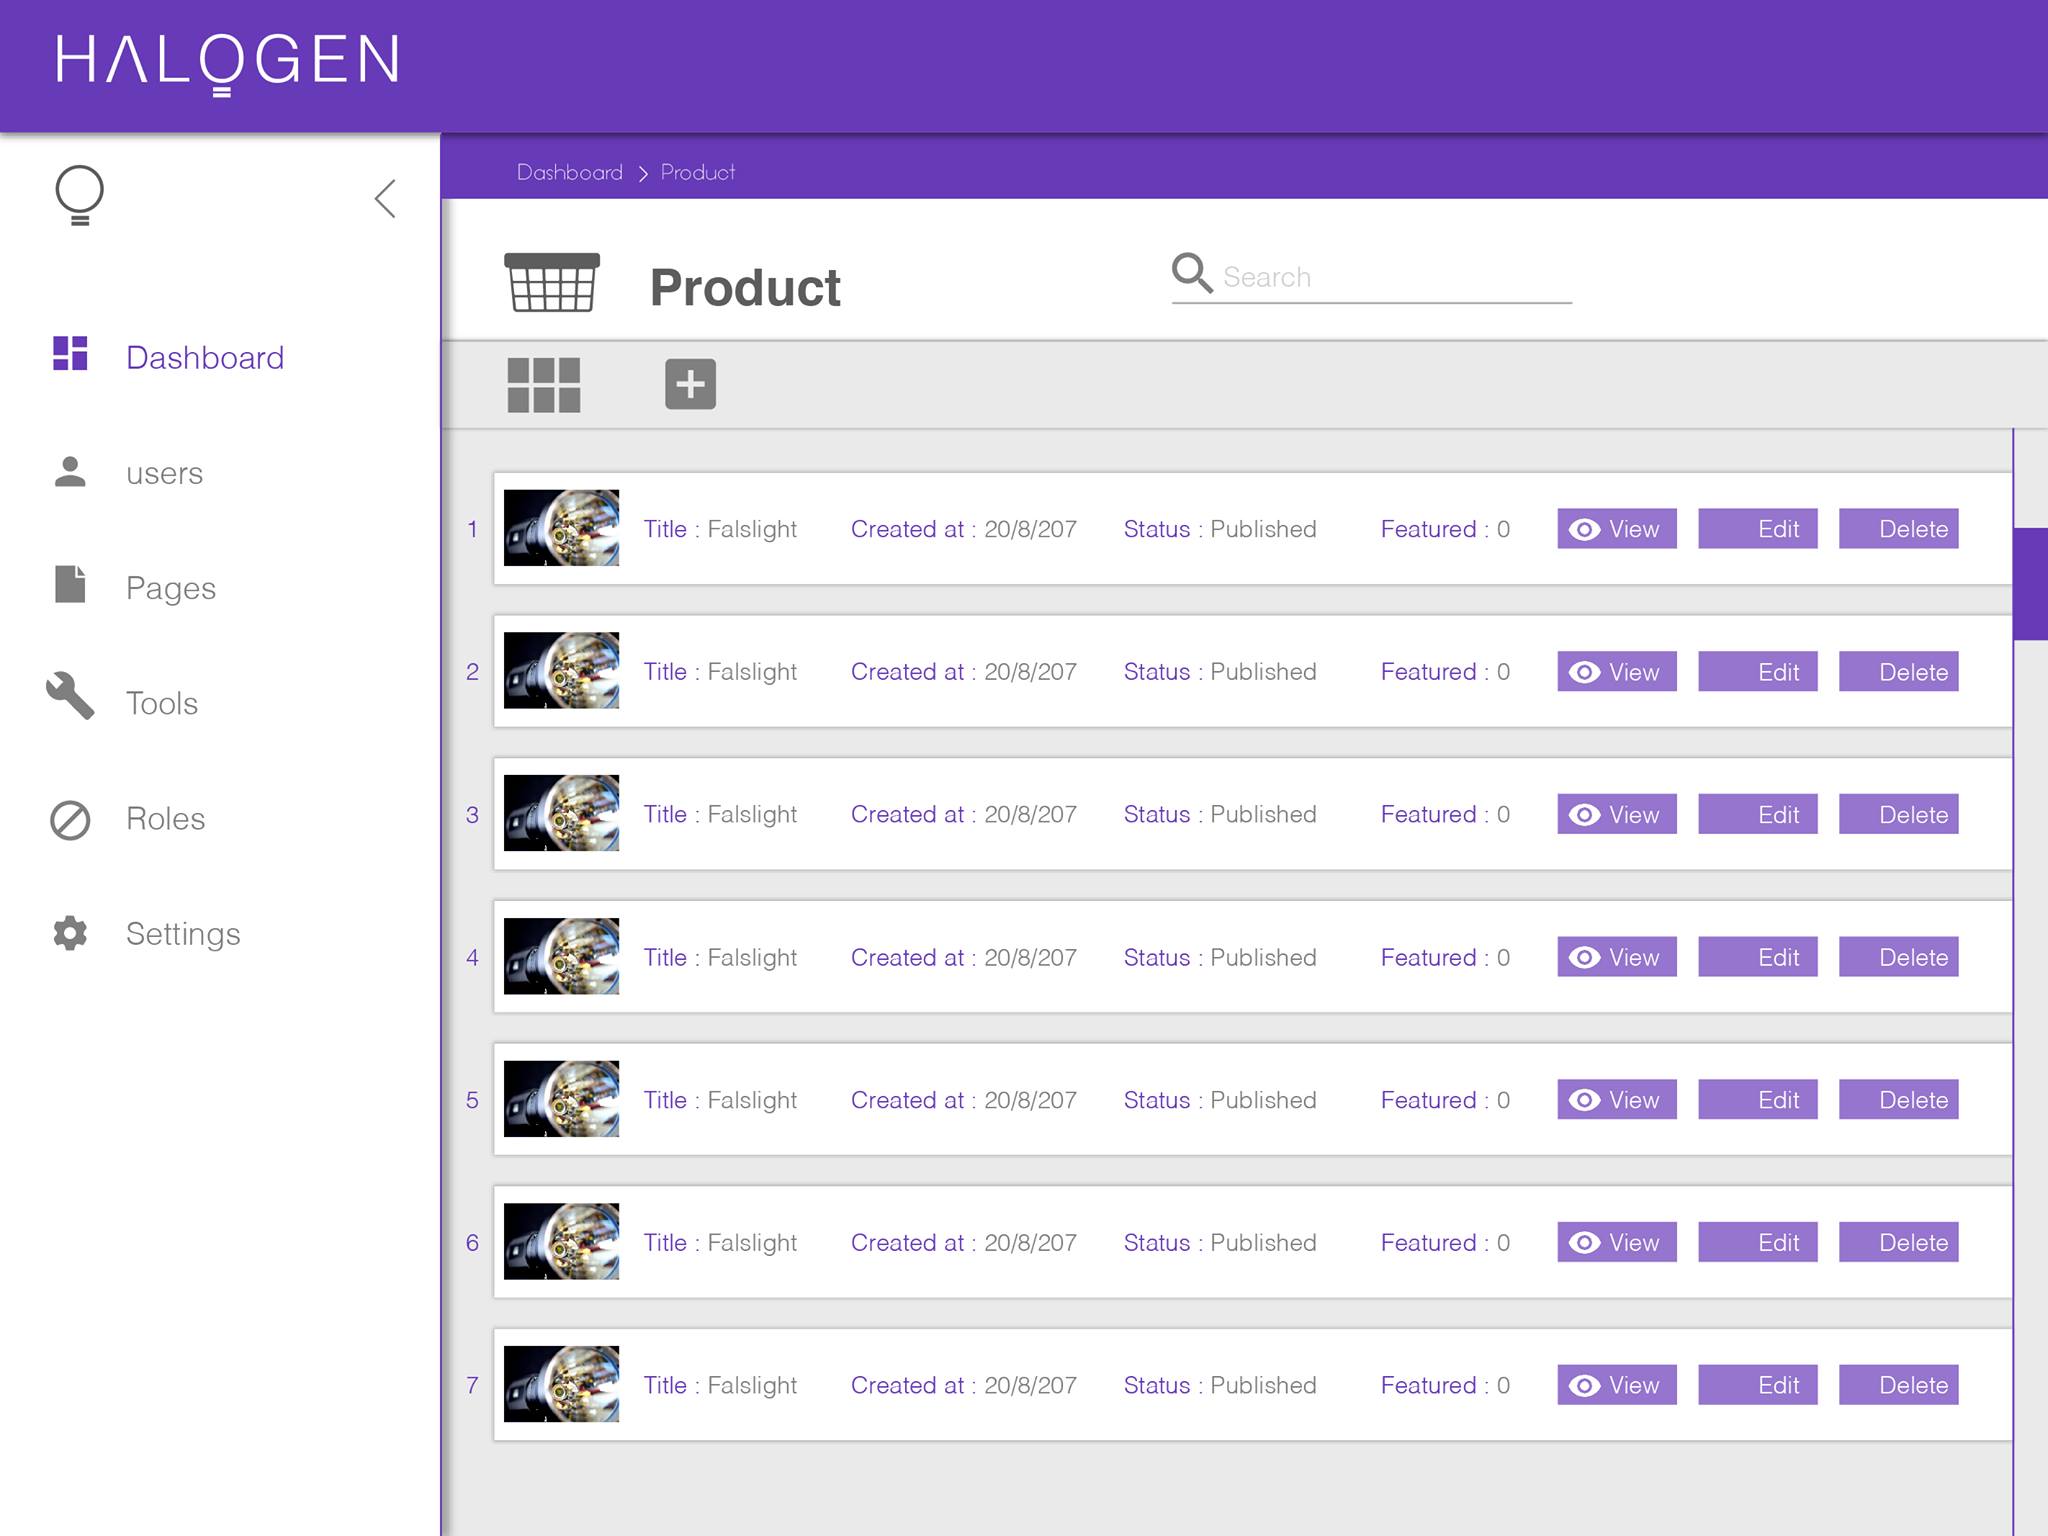 HALOGEN
Dashboard > Product
Product
Search
Dashboard
users
Pages
Tools
Roles
Settings
1 Title : Falslight Created at : 20/8/207 Status : Published Featured : 0 View Edit Delete
2 Title : Falslight Created at : 20/8/207 Status : Published Featured : 0 View Edit Delete
3 Title : Falslight Created at : 20/8/207 Status : Published Featured : 0 View Edit Delete
4 Title : Falslight Created at : 20/8/207 Status : Published Featured : 0 View Edit Delete
5 Title : Falslight Created at : 20/8/207 Status : Published Featured : 0 View Edit Delete
6 Title : Falslight Created at : 20/8/207 Status : Published Featured : 0 View Edit Delete
7 Title : Falslight Created at : 20/8/207 Status : Published Featured : 0 View Edit Delete